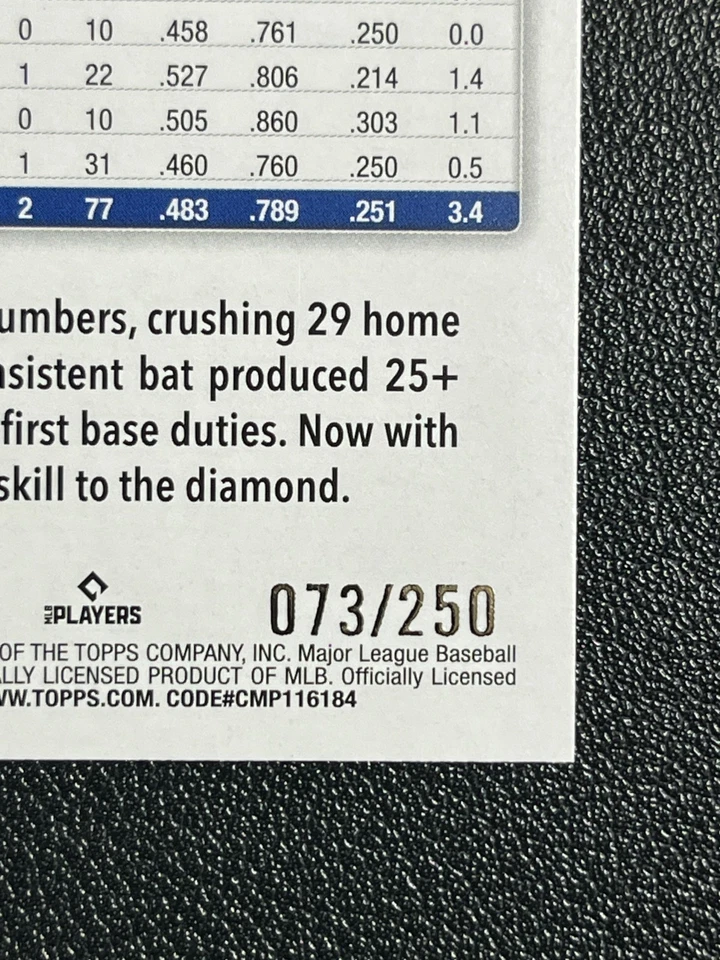 0 10 .458 .761 .250 0.0
1 22 .527 .806 .214 1.4
0 10 .505 .860 .303 1.1
1 31 .460 .760 .250 0.5
2 77 .483 .789 .251 3.4
umbers, crushing 29 home
nsistent bat produced 25+
first base duties. Now with
skill to the diamond.
MLB PLAYERS
073/250
OF THE TOPPS COMPANY, INC. Major League Baseball
LLY LICENSED PRODUCT OF MLB. Officially Licensed
WW.TOPPS.COM. CODE#CMP116184